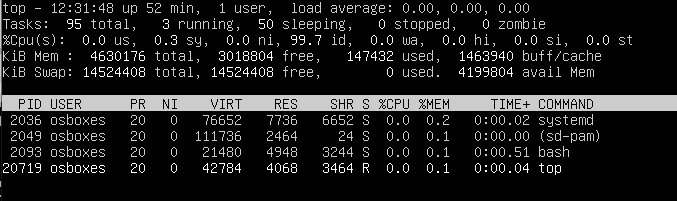 top - 12:31:48 up 52 min,  1 user,  load average: 0.00, 0.00, 0.00
Tasks:  95 total,   3 running,  50 sleeping,   0 stopped,   0 zombie
%Cpu(s):  0.0 us,  0.3 sy,  0.0 ni, 99.7 id,  0.0 wa,  0.0 hi,  0.0 si,  0.0 st
KiB Mem :  4630176 total,  3018804 free,   147432 used,  1463940 buff/cache
KiB Swap: 14524408 total, 14524408 free,        0 used.  4199804 avail Mem
PID USER      PR  NI    VIRT    RES    SHR S %CPU %MEM     TIME+ COMMAND
2036 osboxes   20   0   76652   7736   6652 S  0.0  0.2   0:00.02 systemd
2049 osboxes   20   0  111736   2464     24 S  0.0  0.1   0:00.00 (sd-pam)
2093 osboxes   20   0   21480   4948   3244 S  0.0  0.1   0:00.51 bash
20719 osboxes   20   0   42784   4068   3464 R  0.0  0.1   0:00.04 top